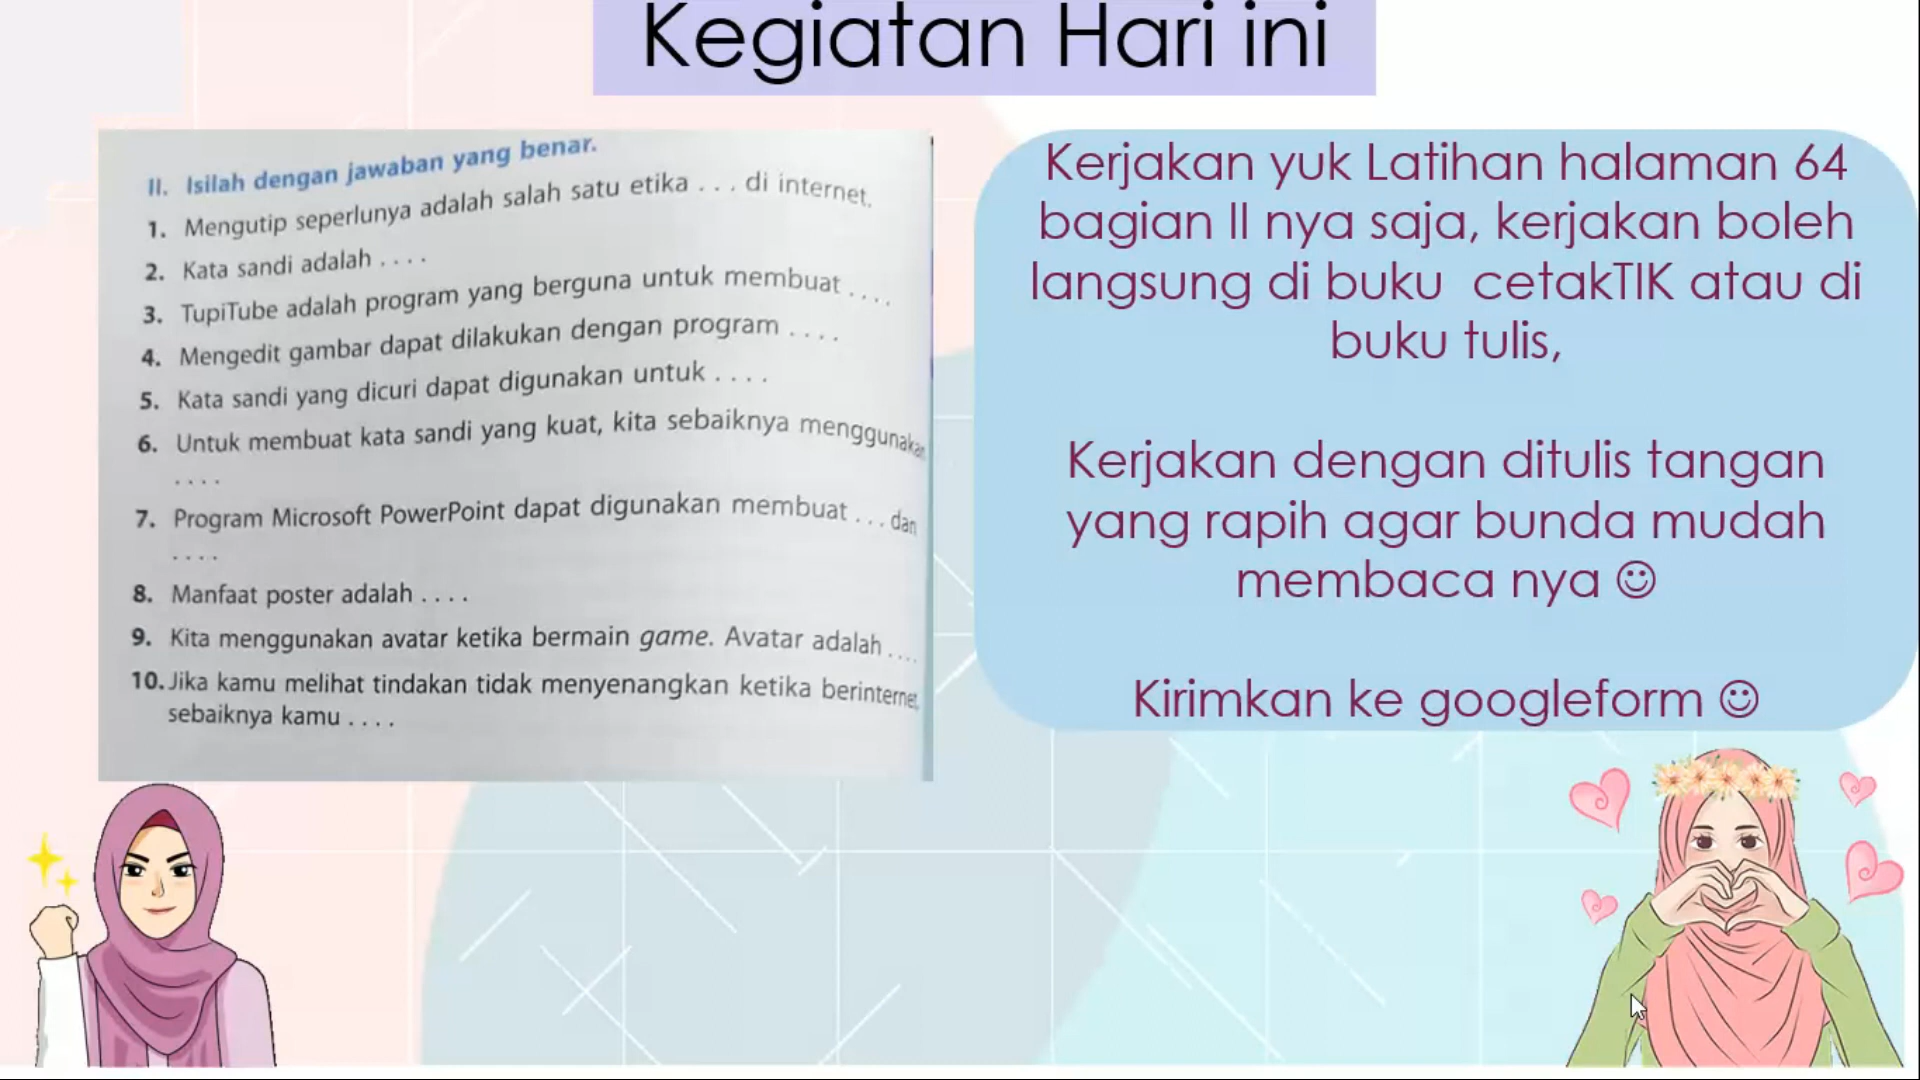 Kegiatan Hari ini
II. Isilah dengan jawaban yang benar.
1. Mengutip seperlunya adalah salah satu etika . . . di internet.
2. Kata sandi adalah . . . .
3. TupiTube adalah program yang berguna untuk membuat . . . .
4. Mengedit gambar dapat dilakukan dengan program . . . .
5. Kata sandi yang dicuri dapat digunakan untuk . . . .
6. Untuk membuat kata sandi yang kuat, kita sebaiknya menggunakan
. . . .
7. Program Microsoft PowerPoint dapat digunakan membuat . . . dan
. . . .
8. Manfaat poster adalah . . . .
9. Kita menggunakan avatar ketika bermain game. Avatar adalah . . . .
10. Jika kamu melihat tindakan tidak menyenangkan ketika berinternet,
sebaiknya kamu . . . .
Kerjakan yuk Latihan halaman 64
bagian II nya saja, kerjakan boleh
langsung di buku cetakTIK atau di
buku tulis,
Kerjakan dengan ditulis tangan
yang rapih agar bunda mudah
membaca nya ☺
Kirimkan ke googleform ☺